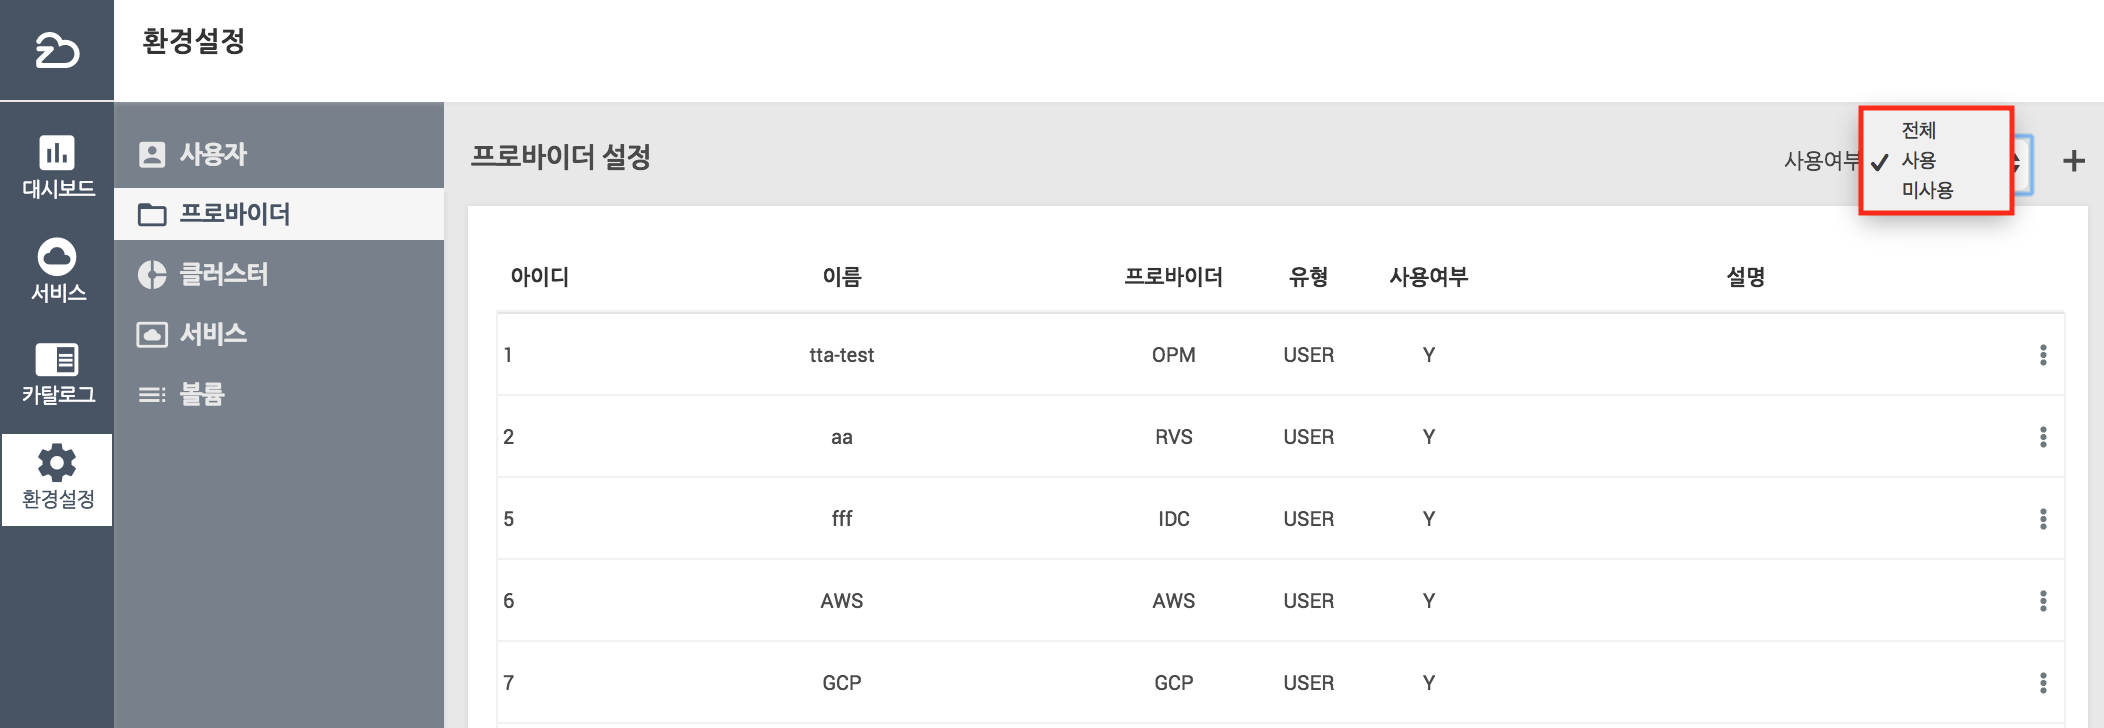 환경설정
대시보드
서비스
카탈로그
환경설정
사용자
프로바이더
클러스터
서비스
볼륨
프로바이더 설정
사용여부
전체
✓ 사용
미사용
아이디 이름 프로바이더 유형 사용여부 설명
1 tta-test OPM USER Y
2 aa RVS USER Y
5 fff IDC USER Y
6 AWS AWS USER Y
7 GCP GCP USER Y